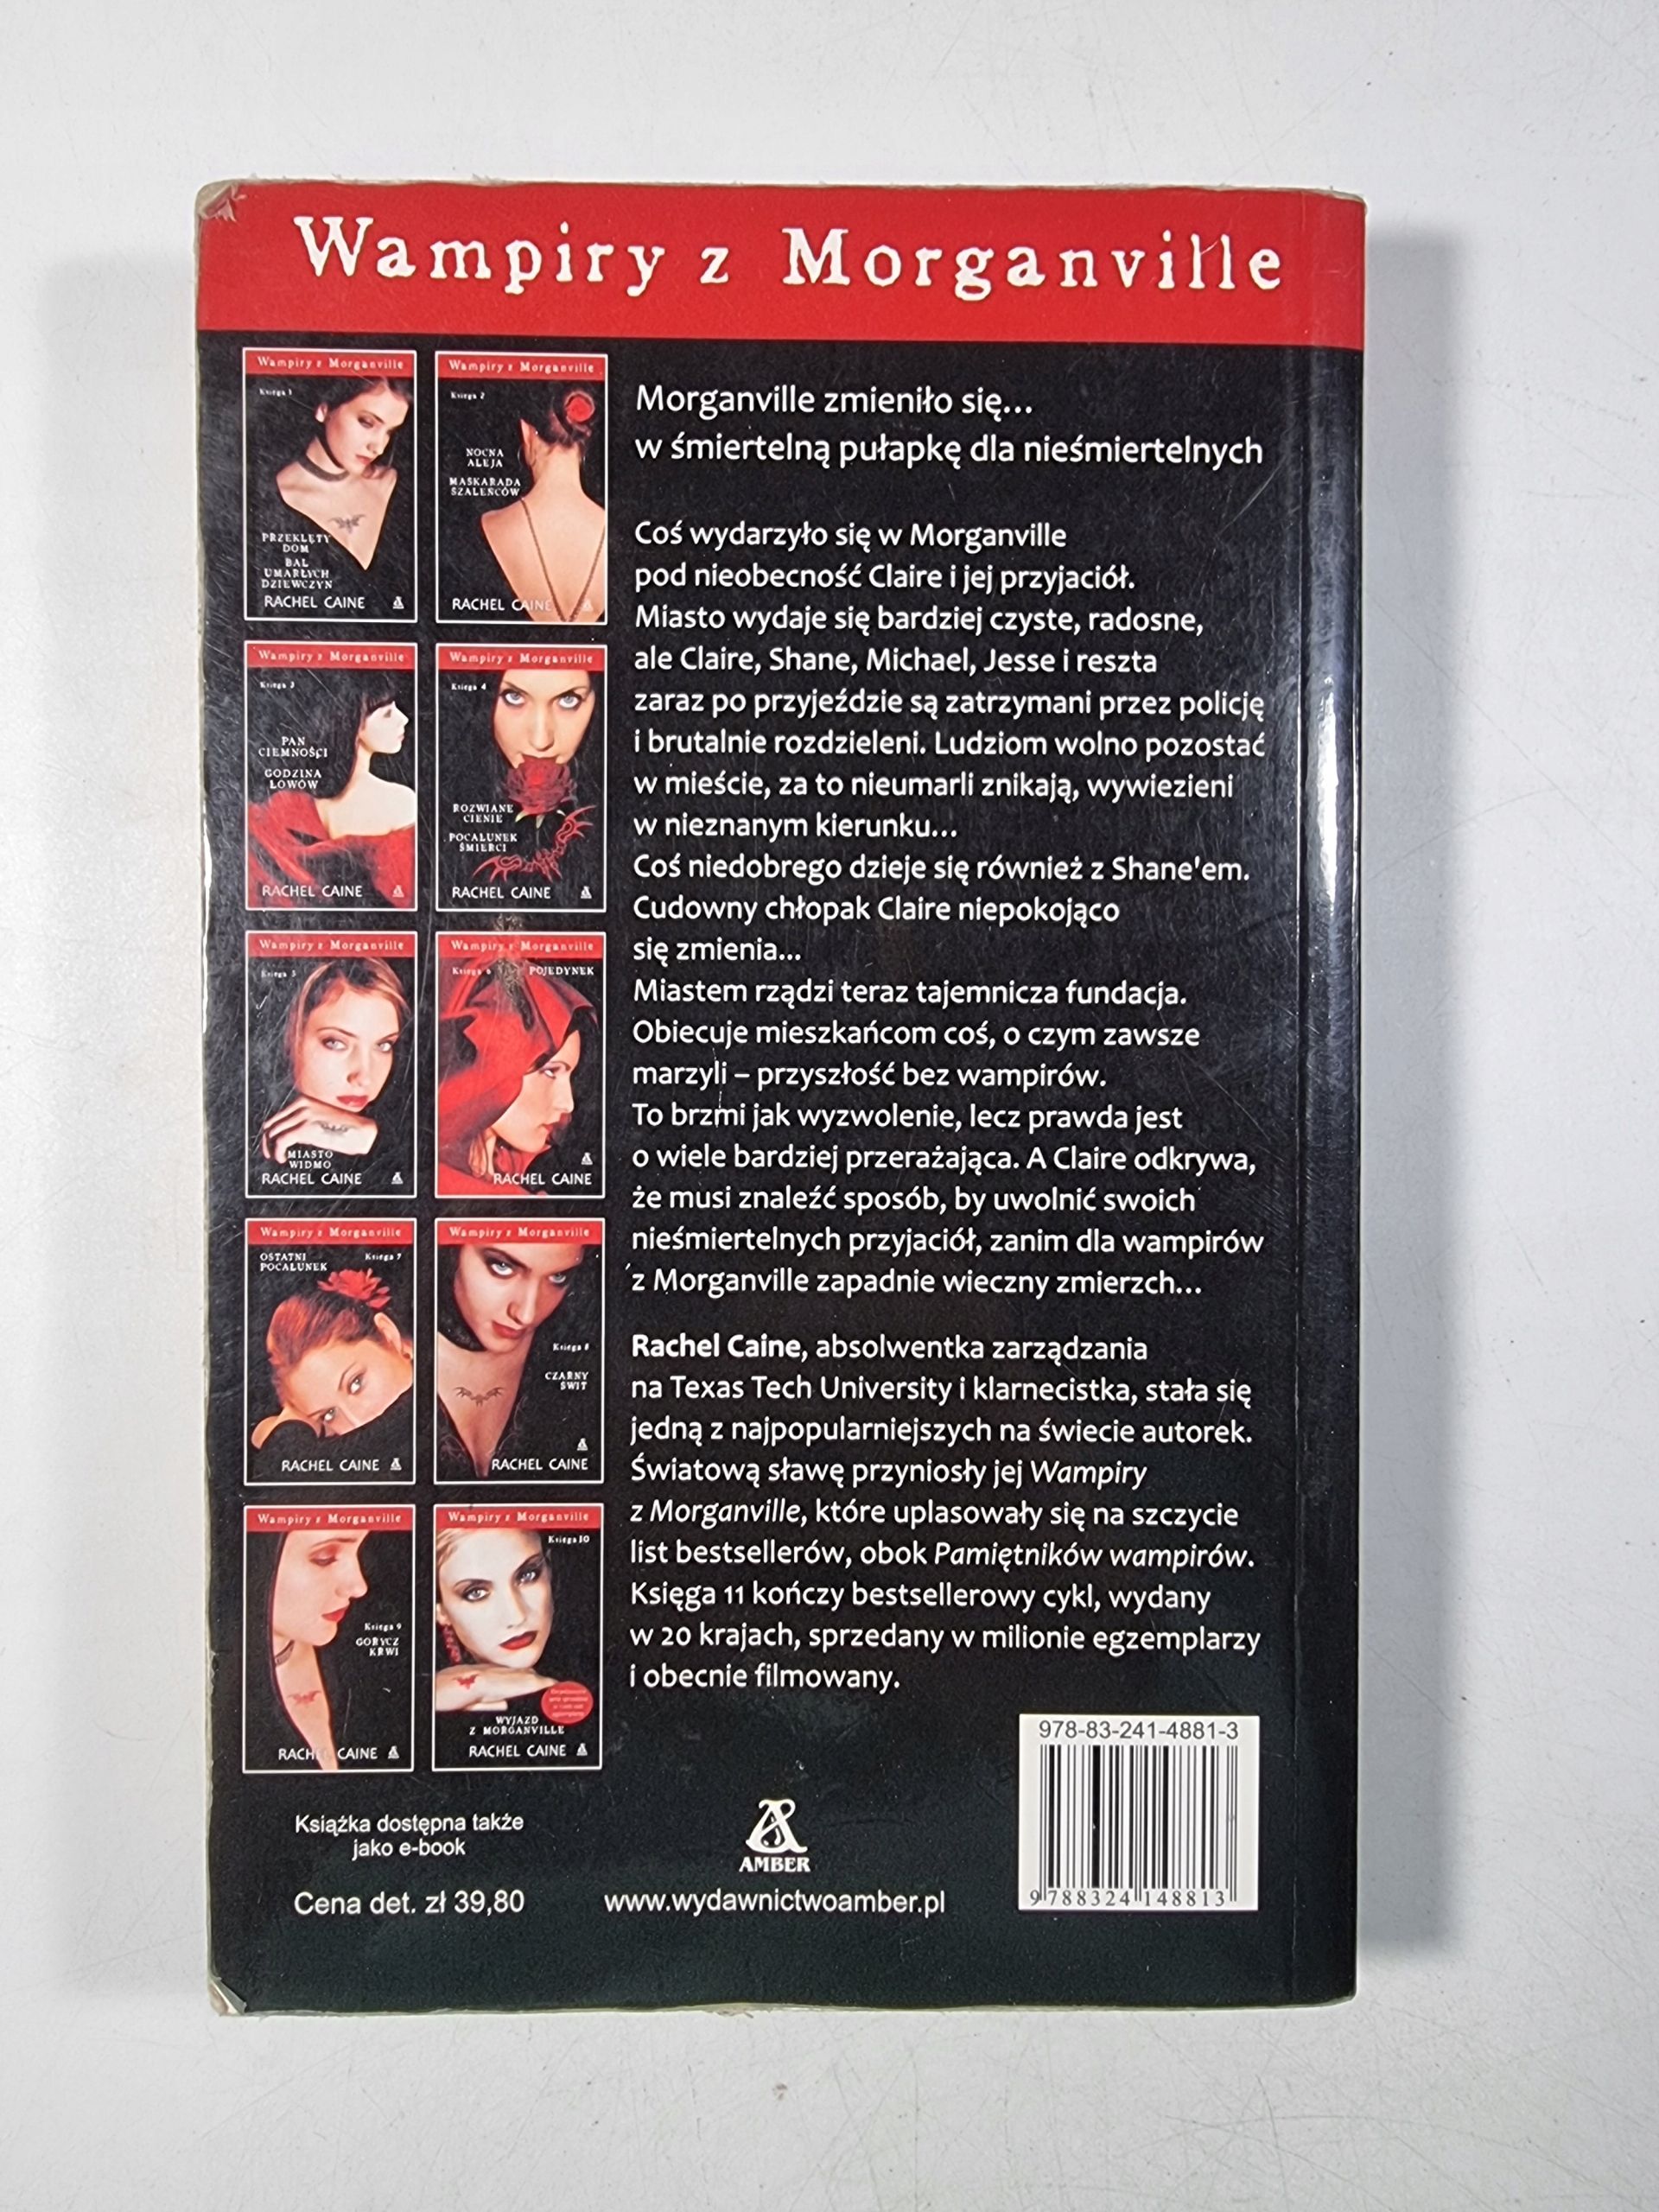 Wampiry z Morganville
Wampiry z Morganville
Księga 1
PRZEKLĘTY
DOM
BAL
UMARŁYCH
DZIEWCZYN
RACHEL CAINE
Wampiry z Morganville
Księga 2
NOCNA
ALEJA
MASKARADA
SZALEŃCÓW
RACHEL CAINE
Wampiry z Morganville
Księga 3
PAN
CIEMNOŚCI
GODZINA
ŁOWÓW
RACHEL CAINE
Wampiry z Morganville
Księga 4
ROZWIANE
CIENIE
POCAŁUNEK
ŚMIERCI
RACHEL CAINE
Wampiry z Morganville
Księga 5
MIASTO
WIDMO
RACHEL CAINE
Wampiry z Morganville
Księga 6
POJEDYNEK
RACHEL CAINE
Wampiry z Morganville
OSTATNI
POCAŁUNEK
Księga 7
RACHEL CAINE
Wampiry z Morganville
Księga 8
CZARNY
ŚWIT
RACHEL CAINE
Wampiry z Morganville
Księga 9
GORYCZ
KRWI
RACHEL CAINE
Wampiry z Morganville
Księga 10
WYJAZD
Z MORGANVILLE
RACHEL CAINE
Morganville zmieniło się...
w śmiertelną pułapkę dla nieśmiertelnych
Coś wydarzyło się w Morganville
pod nieobecność Claire i jej przyjaciół.
Miasto wydaje się bardziej czyste, radosne,
ale Claire, Shane, Michael, Jesse i reszta
zaraz po przyjeździe są zatrzymani przez policję
i brutalnie rozdzieleni. Ludziom wolno pozostać
w mieście, za to nieumarli znikają, wywiezieni
w nieznanym kierunku...
Coś niedobrego dzieje się również z Shane'em.
Cudowny chłopak Claire niepokojąco
się zmienia...
Miastem rządzi teraz tajemnicza fundacja.
Obiecuje mieszkańcom coś, o czym zawsze
marzyli – przyszłość bez wampirów.
To brzmi jak wyzwolenie, lecz prawda jest
o wiele bardziej przerażająca. A Claire odkrywa,
że musi znaleźć sposób, by uwolnić swoich
nieśmiertelnych przyjaciół, zanim dla wampirów
z Morganville zapadnie wieczny zmierzch...
Rachel Caine, absolwentka zarządzania
na Texas Tech University i klarnecistka, stała się
jedną z najpopularniejszych na świecie autorek.
Światową sławę przyniosły jej Wampiry
z Morganville, które uplasowały się na szczycie
list bestsellerów, obok Pamiętników wampirów.
Księga 11 kończy bestsellerowy cykl, wydany
w 20 krajach, sprzedany w milionie egzemplarzy
i obecnie filmowany.
Książka dostępna także
jako e-book
Cena det. zł 39,80
AMBER
www.wydawnictwoamber.pl
978-83-241-4881-3
9 788324 148813